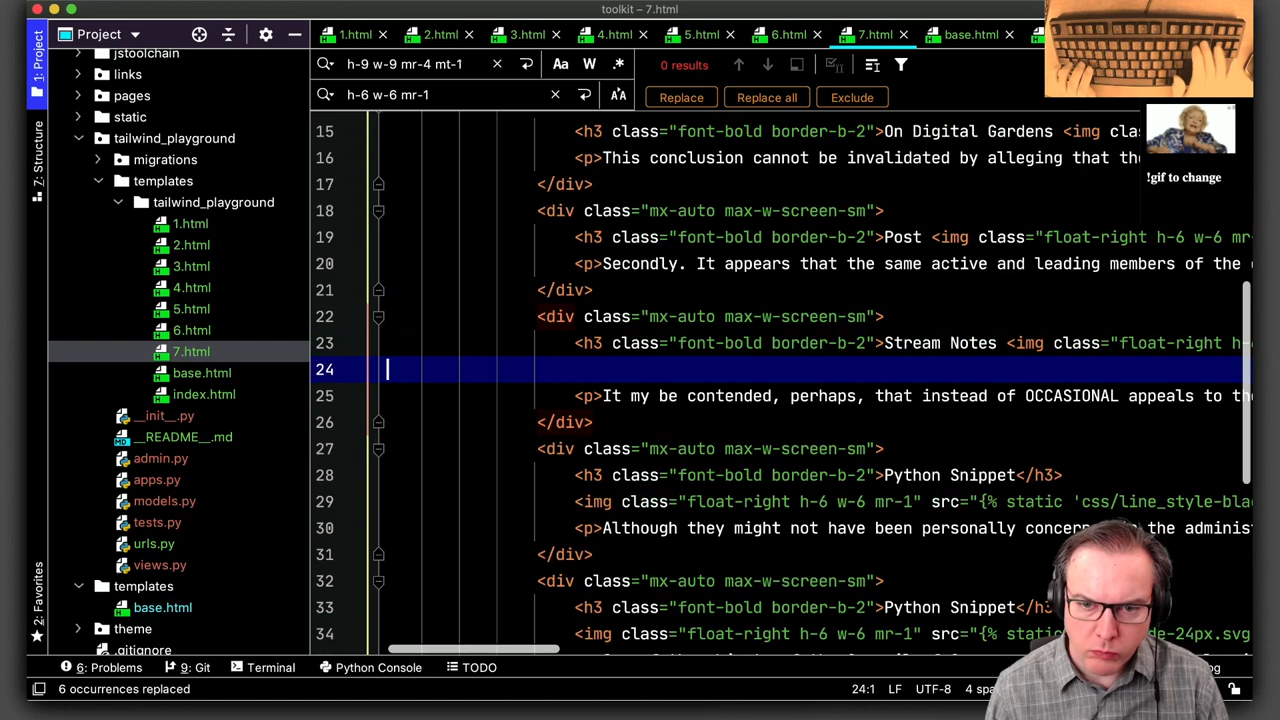 toolkit – 7.html
Project
1.html
2.html
3.html
4.html
5.html
6.html
7.html
base.html
1: Project
7: Structure
2: Favorites
jstoolchain
links
pages
static
tailwind_playground
migrations
templates
tailwind_playground
1.html
2.html
3.html
4.html
5.html
6.html
7.html
base.html
index.html
__init__.py
__README__.md
admin.py
apps.py
models.py
tests.py
urls.py
views.py
templates
base.html
theme
.gitignore
h-9 w-9 mr-4 mt-1
Aa W .*
0 results
h-6 w-6 mr-1
Replace
Replace all
Exclude
15 <h3 class="font-bold border-b-2">On Digital Gardens <img clas
16 <p>This conclusion cannot be invalidated by alleging that the
17 </div>
18 <div class="mx-auto max-w-screen-sm">
19 <h3 class="font-bold border-b-2">Post <img class="float-right h-6 w-6 mr-
20 <p>Secondly. It appears that the same active and leading members of the c
21 </div>
22 <div class="mx-auto max-w-screen-sm">
23 <h3 class="font-bold border-b-2">Stream Notes <img class="float-right h-
24
25 <p>It my be contended, perhaps, that instead of OCCASIONAL appeals to the
26 </div>
27 <div class="mx-auto max-w-screen-sm">
28 <h3 class="font-bold border-b-2">Python Snippet</h3>
29 <img class="float-right h-6 w-6 mr-1" src="{% static 'css/line_style-bla
30 <p>Although they might not have been personally concer the adminis
31 </div>
32 <div class="mx-auto max-w-screen-sm">
33 <h3 class="font-bold border-b-2">Python Snippet</h3
34 <img class="float-right h-6 w-6 mr-1" src="{% stat de-24px.svg
!gif to change
6: Problems
9: Git
Terminal
Python Console
TODO
6 occurrences replaced
24:1 LF UTF-8 4 spa